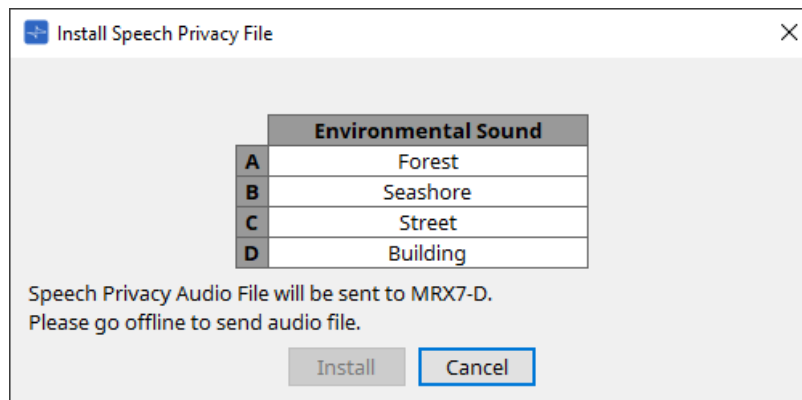 Install Speech Privacy File
Environmental Sound
A Forest
B Seashore
C Street
D Building
Speech Privacy Audio File will be sent to MRX7-D.
Please go offline to send audio file.
Install Cancel